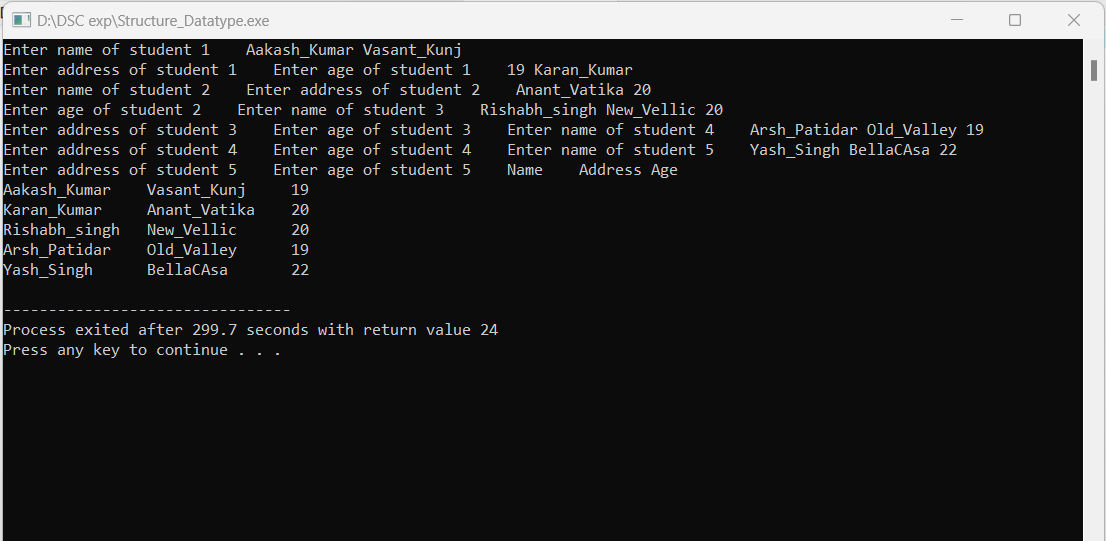 D:\DSC exp\Structure_Datatype.exe
Enter name of student 1    Aakash_Kumar Vasant_Kunj
Enter address of student 1    Enter age of student 1    19 Karan_Kumar
Enter name of student 2    Enter address of student 2    Anant_Vatika 20
Enter age of student 2    Enter name of student 3    Rishabh_singh New_Vellic 20
Enter address of student 3    Enter age of student 3    Enter name of student 4    Arsh_Patidar Old_Valley 19
Enter address of student 4    Enter age of student 4    Enter name of student 5    Yash_Singh BellaCAsa 22
Enter address of student 5    Enter age of student 5    Name    Address Age
Aakash_Kumar    Vasant_Kunj     19
Karan_Kumar     Anant_Vatika    20
Rishabh_singh   New_Vellic      20
Arsh_Patidar    Old_Valley      19
Yash_Singh      BellaCAsa       22
--------------------------------
Process exited after 299.7 seconds with return value 24
Press any key to continue . . .